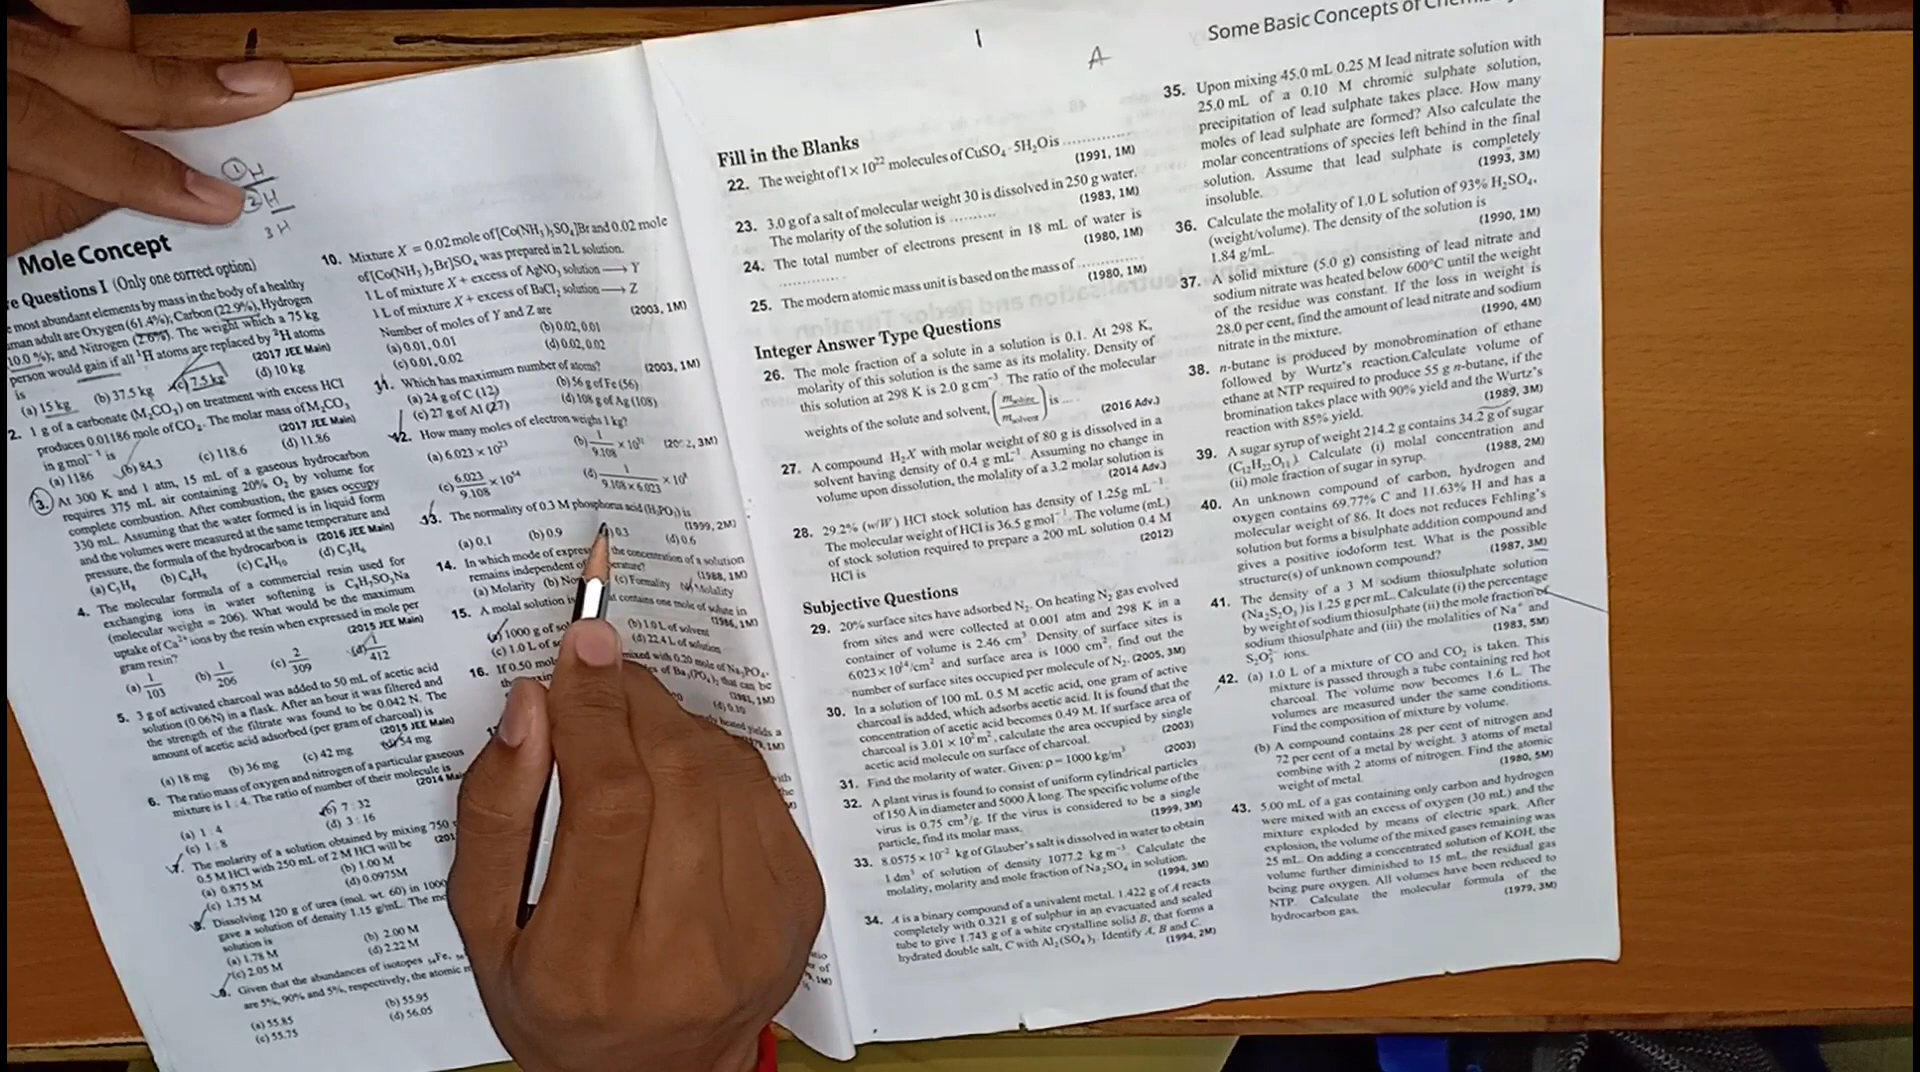 Mole Concept
Questions I (Only one correct option)
most abundant elements by mass in the body of a healthy
adult are Oxygen (61.4%), Carbon (22.9%), Hydrogen
and Nitrogen (2.6%). The weight which a 75 kg
person would gain if all ¹H atoms are replaced by ²H atoms
is (2017 JEE Main)
(a) 15 kg (b) 37.5 kg (c) 7.5 kg (d) 10 kg
2. 1 g of a carbonate (M₂CO₃) on treatment with excess HCl
produces 0.01186 mole of CO₂. The molar mass of M₂CO₃
in g mol⁻¹ is (2017 JEE Main)
(a) 1186 (b) 84.3 (c) 118.6 (d) 11.86
3. At 300 K and 1 atm, 15 mL of a gaseous hydrocarbon
requires 375 mL air containing 20% O₂ by volume for
complete combustion. After combustion, the gases occupy
330 mL. Assuming that the water formed is in liquid form
and the volumes were measured at the same temperature and
pressure, the formula of the hydrocarbon is (2016 JEE Main)
4. The molecular formula of a commercial resin used for
exchanging ions in water softening is C₈H₇SO₃Na
(molecular weight = 206). What would be the maximum
uptake of Ca²⁺ ions by the resin when expressed in mole per
gram resin? (2015 JEE Main)
(a) 1/103 (b) 1/206 (c) 2/309 (d) 1/412
5. 3 g of activated charcoal was added to 50 mL of acetic acid
solution (0.06N) in a flask. After an hour it was filtered and
the strength of the filtrate was found to be 0.042 N. The
amount of acetic acid adsorbed (per gram of charcoal) is
(2015 JEE Main)
(a) 18 mg (b) 36 mg (c) 42 mg (d) 54 mg
6. The ratio mass of oxygen and nitrogen of a particular gaseous
mixture is 1 : 4. The ratio of number of their molecule is
(2014
(a) 1 : 4 (b) 7 : 32
(c) 1 : 8 (d) 3 : 16
7. The molarity of a solution obtained by mixing 750
0.5 M HCl with 250 mL of 2 M HCl will be
(a) 0.875 M (b) 1.00 M
(c) 1.75 M (d) 0.0975M
8. Dissolving 120 g of urea (mol. wt. 60) in
gave a solution of density 1.15 g/mL. The
solution is
(a) 1.78 M (b) 2.00 M
(c) 2.05 M (d) 2.22 M
9. Given that the abundances of isotopes ₅₄Fe,
are 5%, 90% and 5%, respectively, the atomic
(a) 55.85 (b) 55.95
(c) 55.75 (d) 56.05
10. Mixture X = 0.02 mole of [Co(NH₃)₅SO₄]Br and 0.02 mole
of [Co(NH₃)₅Br]SO₄ was prepared in 2 L solution.
1 L of mixture X + excess of AgNO₃ solution → Y
1 L of mixture X + excess of BaCl₂ solution → Z
Number of moles of Y and Z are (2003, 1M)
(a) 0.01, 0.01 (b) 0.02, 0.01
(c) 0.01, 0.02 (d) 0.02, 0.02
11. Which has maximum number of atoms? (2003, 1M)
(a) 24 g of C (12) (b) 56 g of Fe (56)
(c) 27 g of Al (27) (d) 108 g of Ag (108)
12. How many moles of electron weighs 1 kg?
(a) 6.023 × 10²³ (b) 1/9.108 × 10³¹ (2002, 3M)
(c) 6.023/9.108 × 10⁵⁴ (d) 1/9.108 × 6.023 × 10⁸
13. The normality of 0.3 M phosphorus acid (H₃PO₃) is
(1999, 2M)
(a) 0.1 (b) 0.9 0.3 (d) 0.6
14. In which mode of the concentration of a solution
remains independent of (1988, 1M)
(a) Molarity (c) Formality Molality
15. A molal solution is contains one mole of solute in
(1986, 1M)
(a) 1000 g of (b) 1.0 L of solvent
(c) 1.0 L of (d) 22.4 L of solution
16. If 0.50 mixed with 0.20 mole of Na₃PO₄,
of Ba₃(PO₄)₂ that can be
(1981, 1M)
(d) 0.10
heated yields a
Some Basic Concepts of
1
A
① H
② H
3 H
Fill in the Blanks
22. The weight of 1 × 10²² molecules of CuSO₄·5H₂O is ............
(1991, 1M)
23. 3.0 g of a salt of molecular weight 30 is dissolved in 250 g water.
The molarity of the solution is .......... (1983, 1M)
24. The total number of electrons present in 18 mL of water is
.............. (1980, 1M)
25. The modern atomic mass unit is based on the mass of ..............
(1980, 1M)
Integer Answer Type Questions
26. The mole fraction of a solute in a solution is 0.1. At 298 K,
molarity of this solution is the same as its molality. Density of
this solution at 298 K is 2.0 g cm⁻³. The ratio of the molecular
weights of the solute and solvent, (m_solute/m_solvent) is ... (2016 Adv.)
27. A compound H₂X with molar weight of 80 g is dissolved in a
solvent having density of 0.4 g mL⁻¹. Assuming no change in
volume upon dissolution, the molality of a 3.2 molar solution is
(2014 Adv.)
28. 29.2% (w/W) HCl stock solution has density of 1.25g mL⁻¹.
The molecular weight of HCl is 36.5 g mol⁻¹. The volume (mL)
of stock solution required to prepare a 200 mL solution 0.4 M
HCl is (2012)
Subjective Questions
29. 20% surface sites have adsorbed N₂. On heating N₂ gas evolved
from sites and were collected at 0.001 atm and 298 K in a
container of volume is 2.46 cm³. Density of surface sites is
6.023 × 10¹⁴/cm² and surface area is 1000 cm², find out the
number of surface sites occupied per molecule of N₂. (2005, 3M)
30. In a solution of 100 mL 0.5 M acetic acid, one gram of active
charcoal is added, which adsorbs acetic acid. It is found that the
concentration of acetic acid becomes 0.49 M. If surface area of
charcoal is 3.01 × 10² m², calculate the area occupied by single
acetic acid molecule on surface of charcoal. (2003)
31. Find the molarity of water. Given: ρ = 1000 kg/m³ (2003)
32. A plant virus is found to consist of uniform cylindrical particles
of 150 Å in diameter and 5000 Å long. The specific volume of the
virus is 0.75 cm³/g. If the virus is considered to be a single
particle, find its molar mass. (1999, 3M)
33. 8.0575 × 10⁻² kg of Glauber's salt is dissolved in water to obtain
1 dm³ of solution of density 1077.2 kg m⁻³. Calculate the
molality, molarity and mole fraction of Na₂SO₄ in solution.
(1994, 3M)
34. A is a binary compound of a univalent metal. 1.422 g of A reacts
completely with 0.321 g of sulphur in an evacuated and sealed
tube to give 1.743 g of a white crystalline solid B, that forms a
hydrated double salt, C with Al₂(SO₄)₃. Identify A, B and C.
(1994, 2M)
35. Upon mixing 45.0 mL 0.25 M lead nitrate solution with
25.0 mL of a 0.10 M chromic sulphate solution,
precipitation of lead sulphate takes place. How many
moles of lead sulphate are formed? Also calculate the
molar concentrations of species left behind in the final
solution. Assume that lead sulphate is completely
insoluble. (1993, 3M)
36. Calculate the molality of 1.0 L solution of 93% H₂SO₄,
(weight/volume). The density of the solution is
1.84 g/mL. (1990, 1M)
37. A solid mixture (5.0 g) consisting of lead nitrate and
sodium nitrate was heated below 600°C until the weight
of the residue was constant. If the loss in weight is
28.0 per cent, find the amount of lead nitrate and sodium
nitrate in the mixture. (1990, 4M)
38. n-butane is produced by monobromination of ethane
followed by Wurtz's reaction.Calculate volume of
ethane at NTP required to produce 55 g n-butane, if the
bromination takes place with 90% yield and the Wurtz's
reaction with 85% yield. (1989, 3M)
39. A sugar syrup of weight 214.2 g contains 34.2 g of sugar
(C₁₂H₂₂O₁₁). Calculate (i) molal concentration and
(ii) mole fraction of sugar in syrup. (1988, 2M)
40. An unknown compound of carbon, hydrogen and
oxygen contains 69.77% C and 11.63% H and has a
molecular weight of 86. It does not reduces Fehling's
solution but forms a bisulphate addition compound and
gives a positive iodoform test. What is the possible
structure(s) of unknown compound? (1987, 3M)
41. The density of a 3 M sodium thiosulphate solution
(Na₂S₂O₃) is 1.25 g per mL. Calculate (i) the percentage
by weight of sodium thiosulphate (ii) the mole fraction of
sodium thiosulphate and (iii) the molalities of Na⁺ and
S₂O₃²⁻ ions. (1983, 5M)
42. (a) 1.0 L of a mixture of CO and CO₂ is taken. This
mixture is passed through a tube containing red hot
charcoal. The volume now becomes 1.6 L. The
volumes are measured under the same conditions.
Find the composition of mixture by volume.
(b) A compound contains 28 per cent of nitrogen and
72 per cent of a metal by weight. 3 atoms of metal
combine with 2 atoms of nitrogen. Find the atomic
weight of metal. (1980, 5M)
43. 5.00 mL of a gas containing only carbon and hydrogen
were mixed with an excess of oxygen (30 mL) and the
mixture exploded by means of electric spark. After
explosion, the volume of the mixed gases remaining was
25 mL. On adding a concentrated solution of KOH, the
volume further diminished to 15 mL, the residual gas
being pure oxygen. All volumes have been reduced to
NTP. Calculate the molecular formula of the
hydrocarbon gas. (1979, 3M)